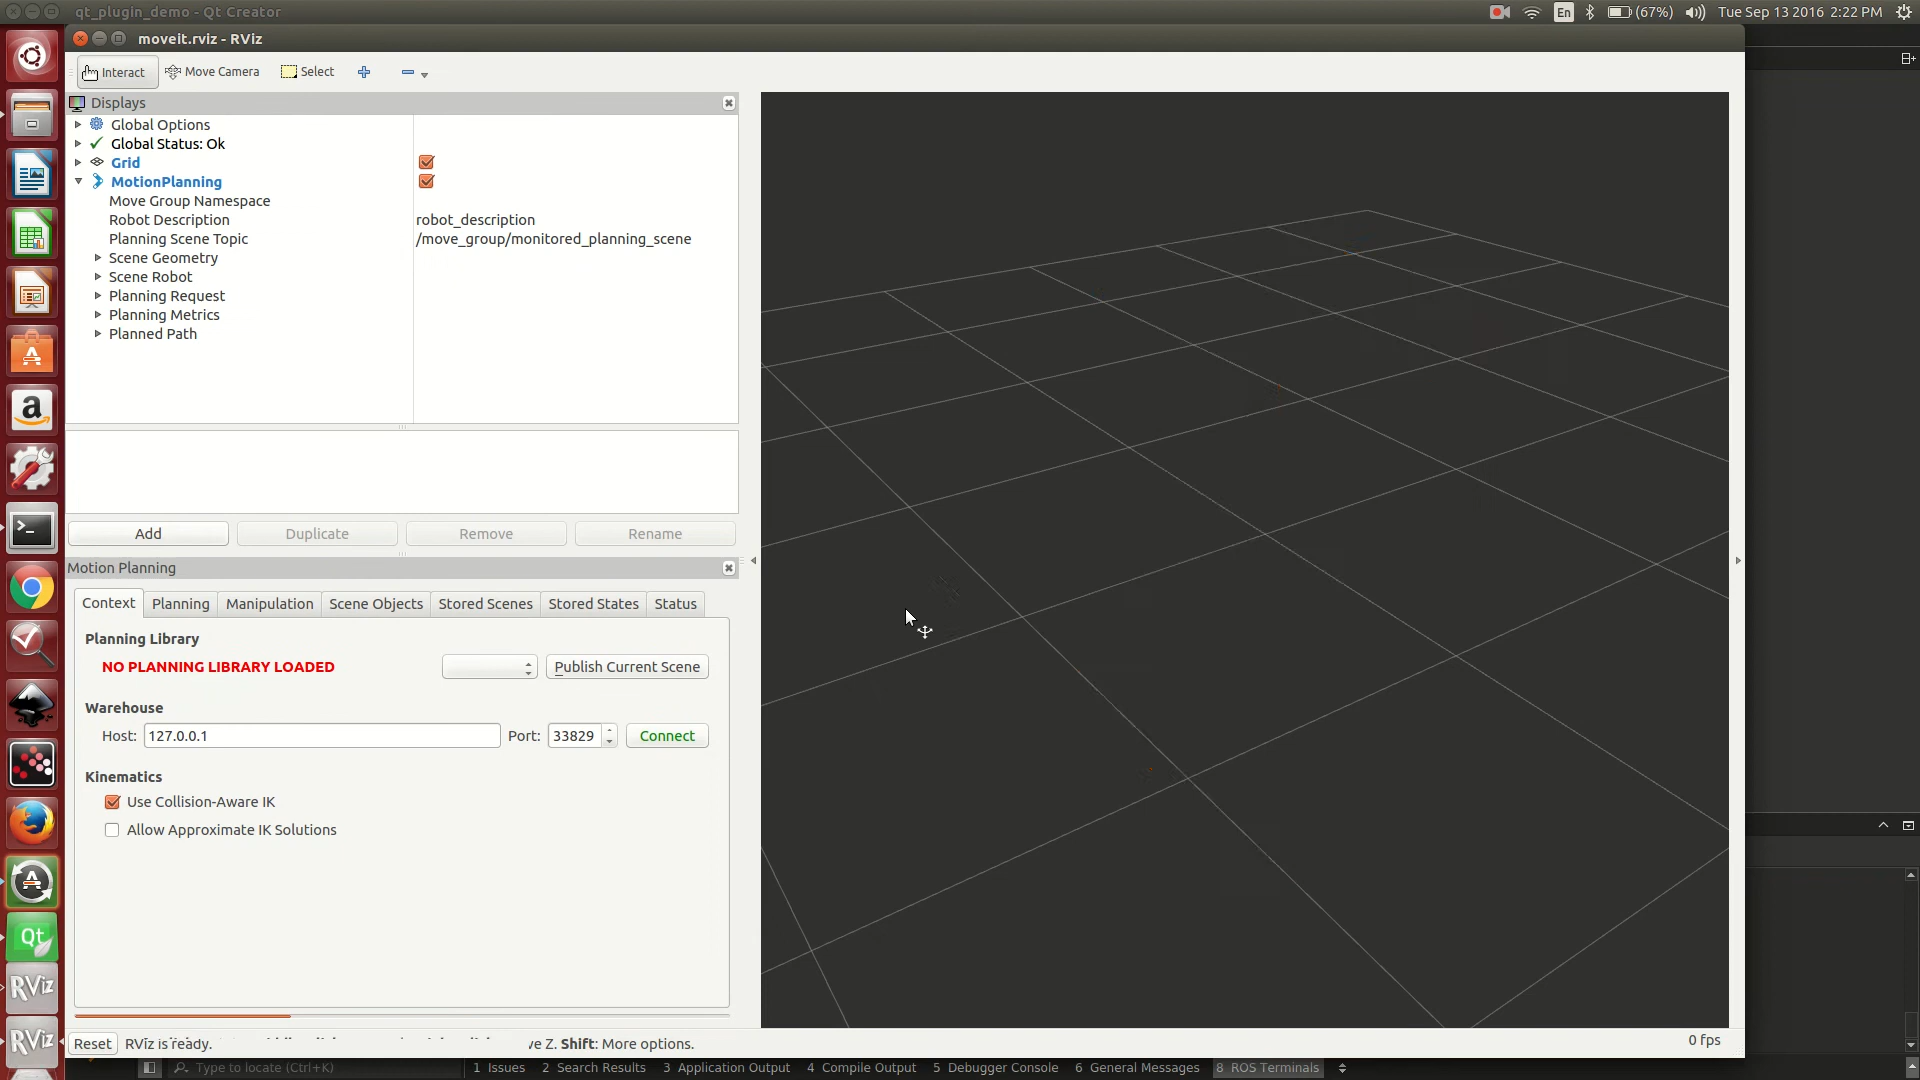 qt_plugin_demo - Qt Creator
En
(67%)
Tue Sep 13 2016 2:22 PM
moveit.rviz - RViz
Interact
Move Camera
Select
Displays
Global Options
Global Status: Ok
Grid
MotionPlanning
Move Group Namespace
Robot Description
robot_description
Planning Scene Topic
/move_group/monitored_planning_scene
Scene Geometry
Scene Robot
Planning Request
Planning Metrics
Planned Path
Add
Duplicate
Remove
Rename
Motion Planning
Context
Planning
Manipulation
Scene Objects
Stored Scenes
Stored States
Status
Planning Library
NO PLANNING LIBRARY LOADED
Publish Current Scene
Warehouse
Host:
127.0.0.1
Port:
33829
Connect
Kinematics
Use Collision-Aware IK
Allow Approximate IK Solutions
Qt
RViz
RViz
Reset
RViz is ready.
ve Z. Shift: More options.
0 fps
Type to locate (Ctrl+K)
1 Issues
2 Search Results
3 Application Output
4 Compile Output
5 Debugger Console
6 General Messages
8 ROS Terminals